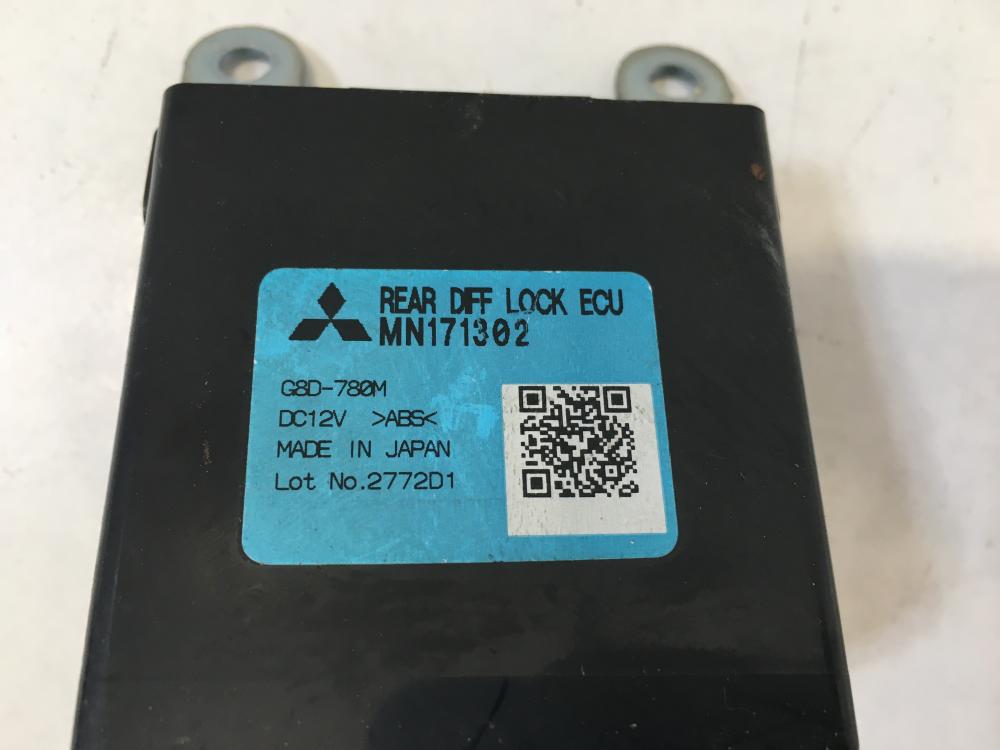 REAR DIFF LOCK ECU
MN171302
G8D-780M
DC12V >ABS<
MADE IN JAPAN
Lot No.2772D1